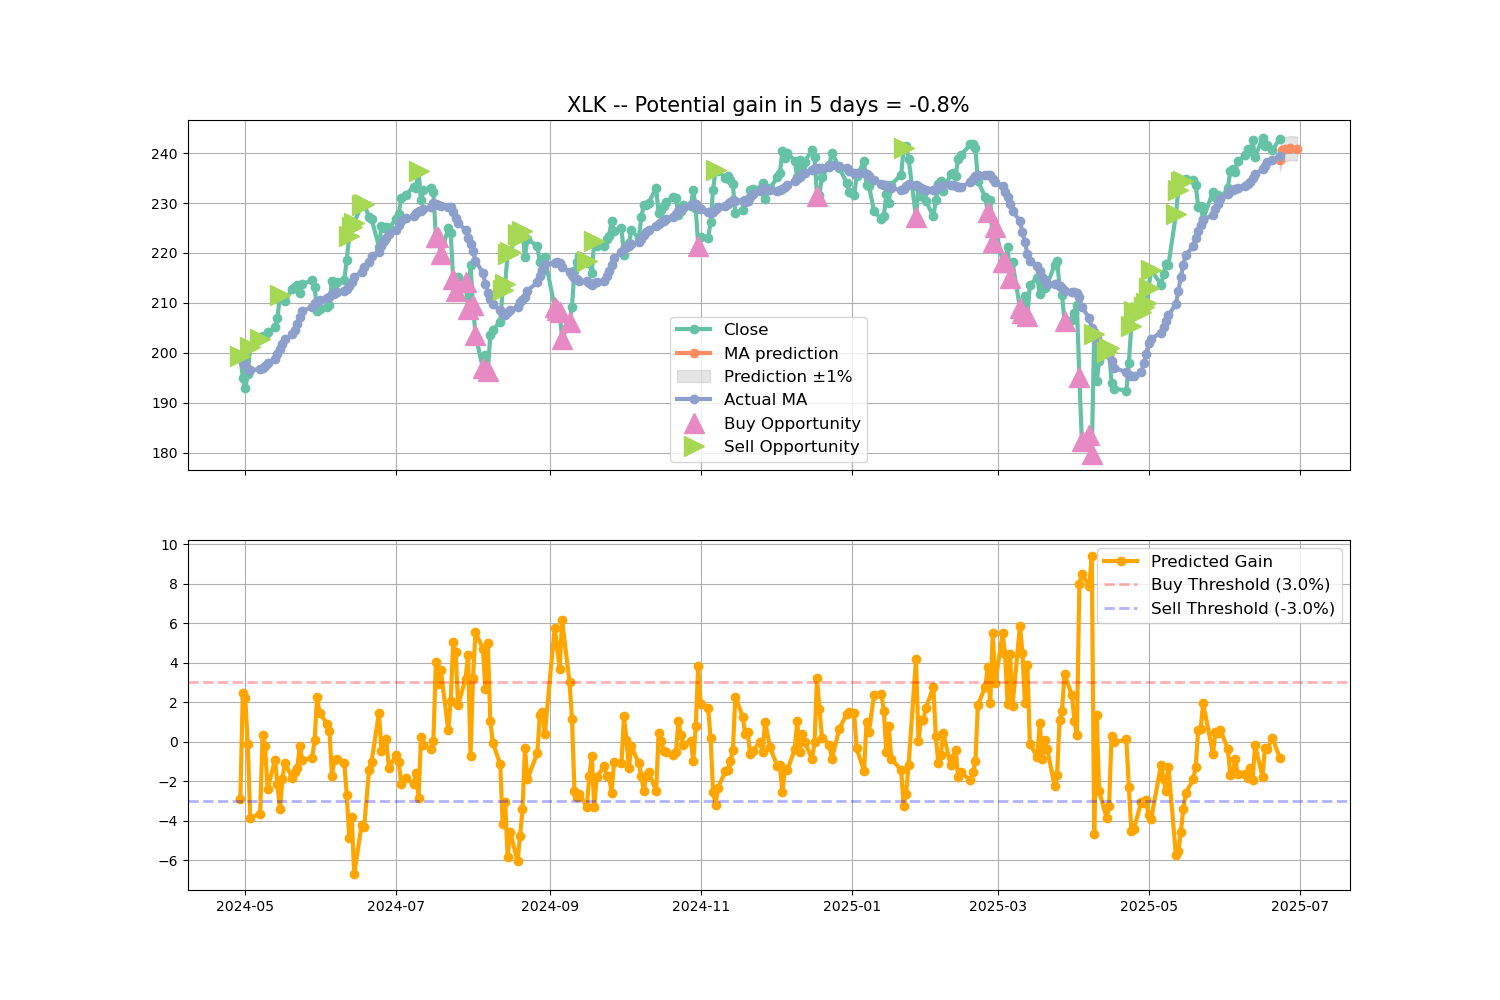 XLK -- Potential gain in 5 days = -0.8%
240
230
220
210
200
190
180
Close
MA prediction
Prediction ±1%
Actual MA
Buy Opportunity
Sell Opportunity
10
8
6
4
2
0
−2
−4
−6
Predicted Gain
Buy Threshold (3.0%)
Sell Threshold (-3.0%)
2024-05 2024-07 2024-09 2024-11 2025-01 2025-03 2025-05 2025-07